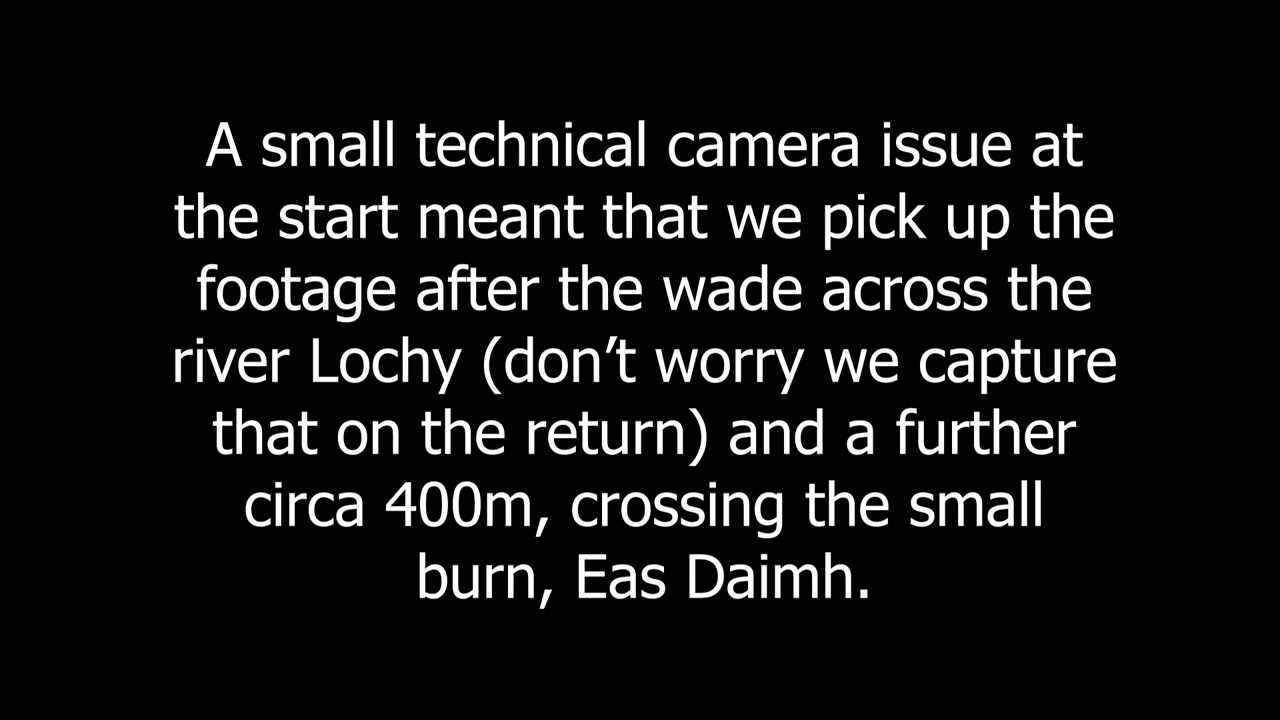 A small technical camera issue at
the start meant that we pick up the
footage after the wade across the
river Lochy (don’t worry we capture
that on the return) and a further
circa 400m, crossing the small
burn, Eas Daimh.